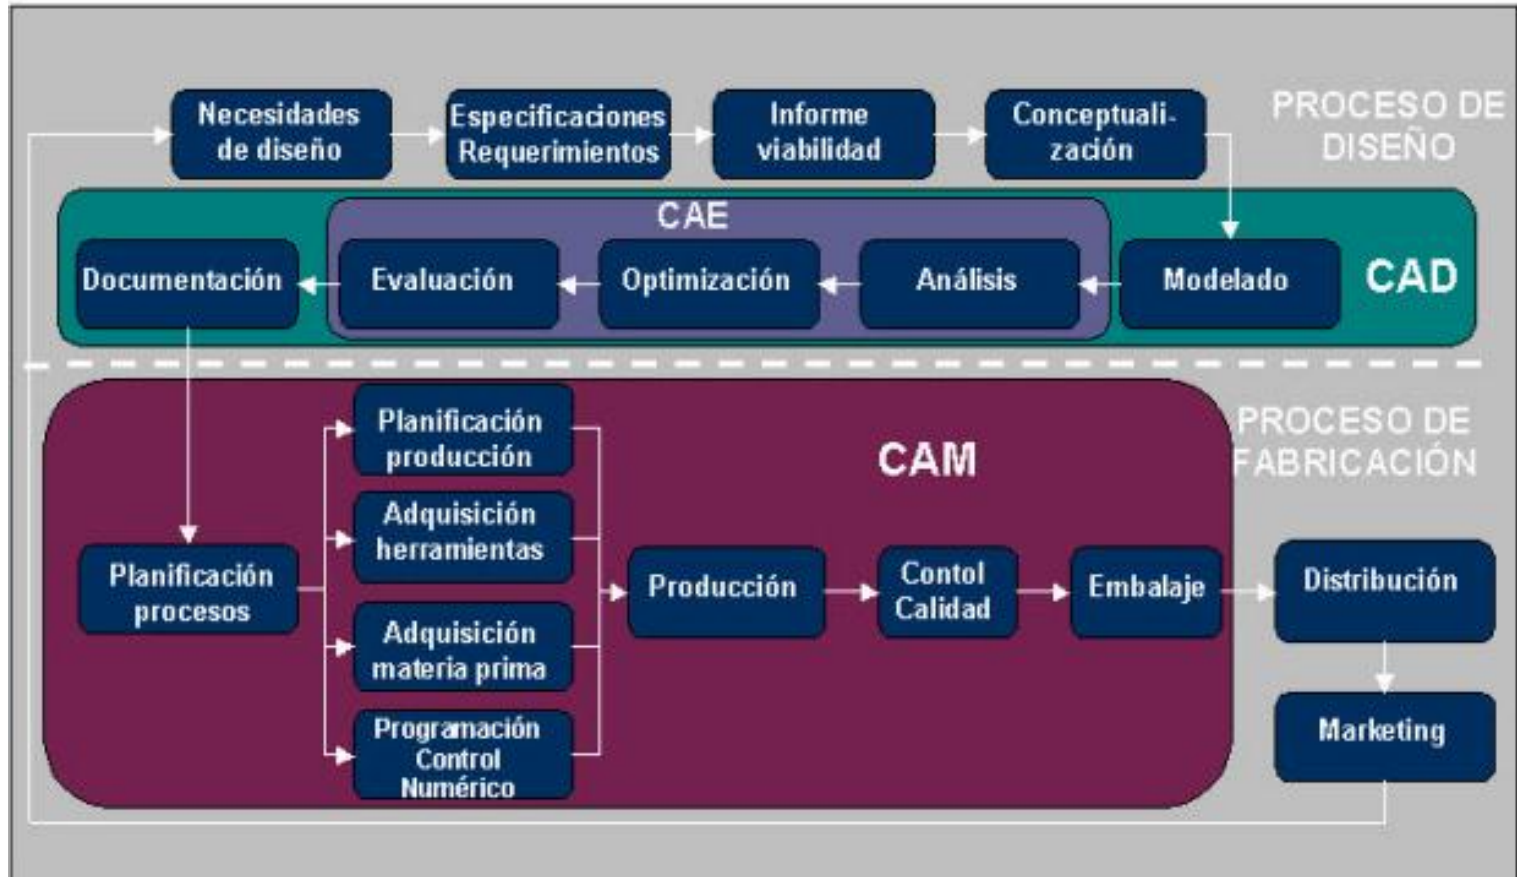 Necesidades
de diseño
Especificaciones
Requerimientos
Informe
viabilidad
Conceptuali-
zación
PROCESO DE
DISEÑO
CAE
CAD
Documentación
Evaluación
Optimización
Análisis
Modelado
PROCESO DE
FABRICACIÓN
CAM
Planificación
procesos
Planificación
producción
Adquisición
herramientas
Adquisición
materia prima
Programación
Control
Numérico
Producción
Contol
Calidad
Embalaje
Distribución
Marketing